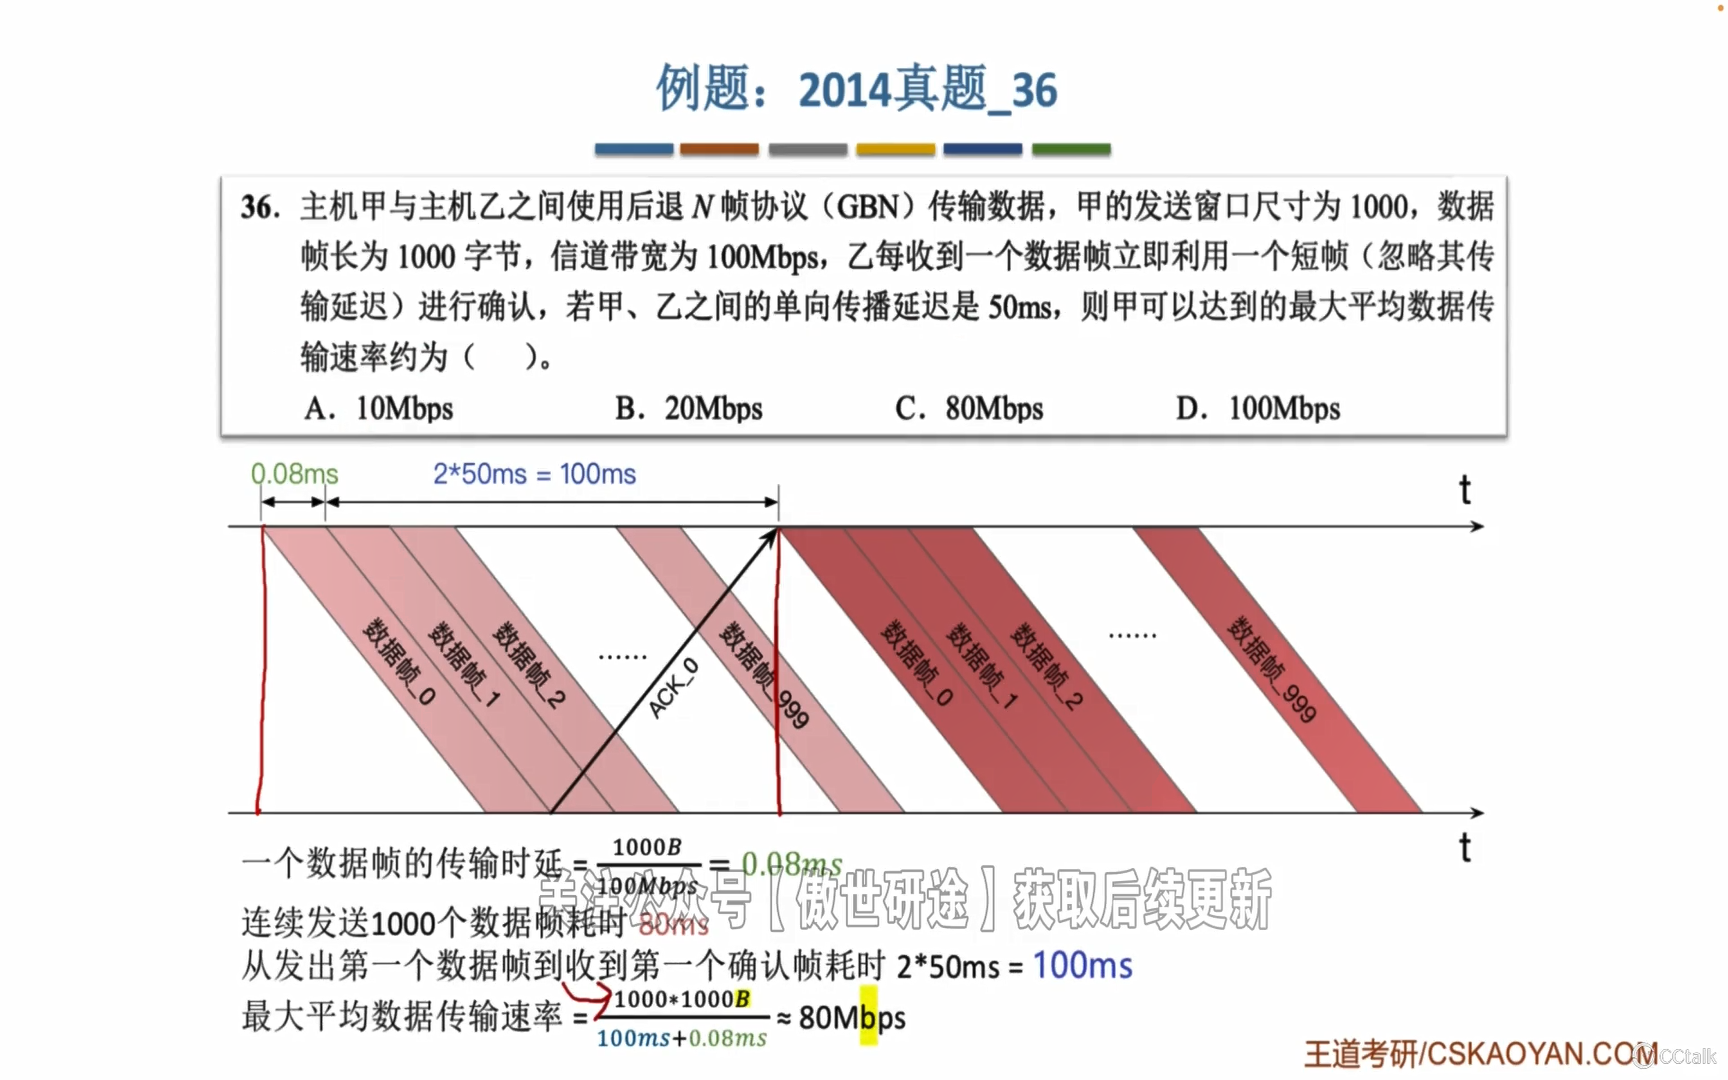 例题：2014真题_36
36. 主机甲与主机乙之间使用后退 N 帧协议（GBN）传输数据，甲的发送窗口尺寸为 1000，数据
帧长为 1000 字节，信道带宽为 100Mbps，乙每收到一个数据帧立即利用一个短帧（忽略其传
输延迟）进行确认，若甲、乙之间的单向传播延迟是 50ms，则甲可以达到的最大平均数据传
输速率约为（ ）。
A. 10Mbps B. 20Mbps C. 80Mbps D. 100Mbps
0.08ms 2*50ms = 100ms t
数据帧_0 数据帧_1 数据帧_2 …… ACK_0 数据帧_999 数据帧_0 数据帧_1 数据帧_2 …… 数据帧_999
t
一个数据帧的传输时延 = 1000B / 100Mbps = 0.08ms
关注公众号【傲世研途】获取后续更新
连续发送1000个数据帧耗时 80ms
从发出第一个数据帧到收到第一个确认帧耗时 2*50ms = 100ms
最大平均数据传输速率 = 1000*1000B / 100ms+0.08ms ≈ 80Mbps
王道考研/CSKAOYAN.COM
CCtalk